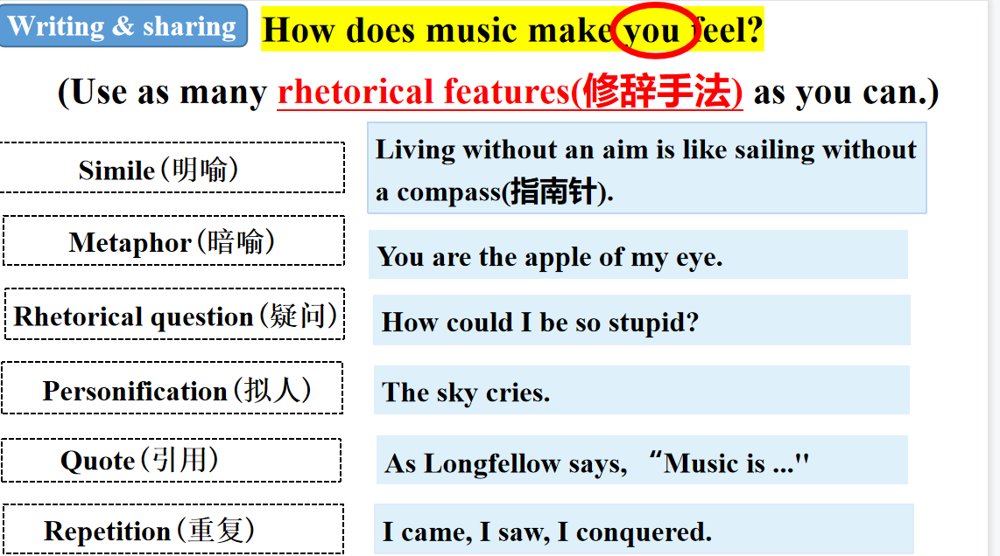 Writing & sharing
How does music make you feel?
(Use as many rhetorical features(修辞手法) as you can.)
Simile(明喻)
Living without an aim is like sailing without
a compass(指南针).
Metaphor(暗喻)
You are the apple of my eye.
Rhetorical question(疑问)
How could I be so stupid?
Personification(拟人)
The sky cries.
Quote(引用)
As Longfellow says, “Music is ..."
Repetition(重复)
I came, I saw, I conquered.